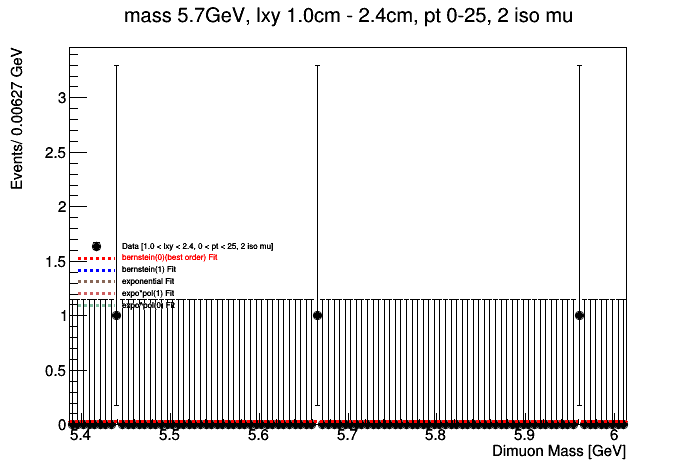 mass 5.7GeV, lxy 1.0cm - 2.4cm, pt 0-25, 2 iso mu
Events/ 0.00627 GeV
3
2.5
2
1.5
1
0.5
0
Data [1.0 < lxy < 2.4, 0 < pt < 25, 2 iso mu]
bernstein(0)(best order) Fit
bernstein(1) Fit
exponential Fit
expo*pol(1) Fit
expo*pol(0) Fit
5.4 5.5 5.6 5.7 5.8 5.9 6
Dimuon Mass [GeV]